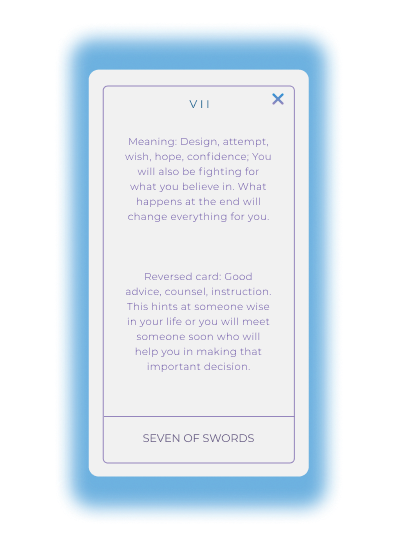 VII
Meaning: Design, attempt,
wish, hope, confidence; You
will also be fighting for
what you believe in. What
happens at the end will
change everything for you.
Reversed card: Good
advice, counsel, instruction.
This hints at someone wise
in your life or you will meet
someone soon who will
help you in making that
important decision.
SEVEN OF SWORDS